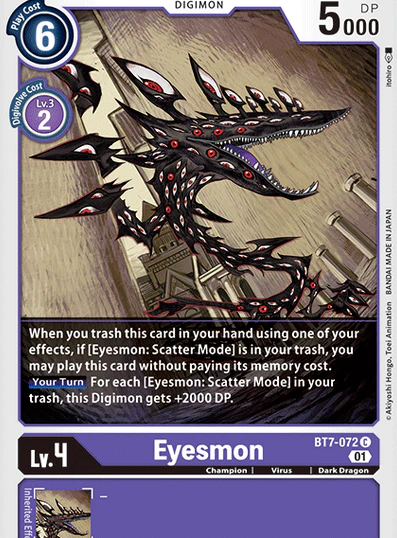 DIGIMON
Play Cost
6
DP
5000
Digivolve Cost
Lv.3
2
itohiro
When you trash this card in your hand using one of your
effects, if [Eyesmon: Scatter Mode] is in your trash, you
may play this card without paying its memory cost.
Your Turn For each [Eyesmon: Scatter Mode] in your
trash, this Digimon gets +2000 DP.
© Akiyoshi Hongo, Toei Animation BANDAI MADE IN JAPAN
Lv.4
Eyesmon
BT7-072 C
01
Champion | Virus | Dark Dragon
Inherited Eff
–